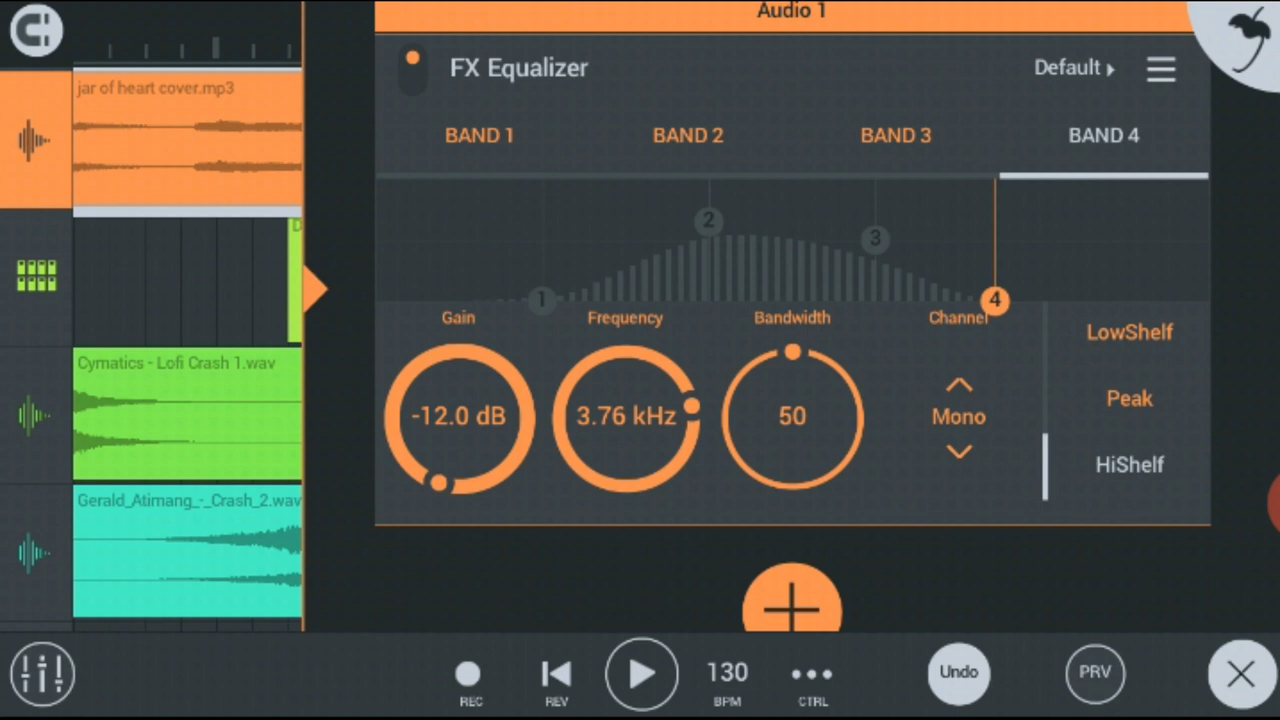 Audio 1
jar of heart cover.mp3
FX Equalizer
Default
BAND 1
BAND 2
BAND 3
BAND 4
D
1
2
3
4
Gain
Frequency
Bandwidth
Channel
-12.0 dB
3.76 kHz
50
Mono
LowShelf
Peak
HiShelf
Cymatics - Lofi Crash 1.wav
Gerald_Atimang_-_Crash_2.wav
REC
REV
130
BPM
CTRL
Undo
PRV